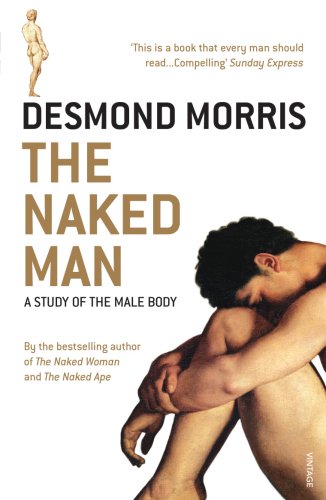 'This is a book that every man should
read...Compelling' Sunday Express
DESMOND MORRIS
THE
NAKED
MAN
A STUDY OF THE MALE BODY
By the bestselling author
of The Naked Woman
and The Naked Ape
VINTAGE